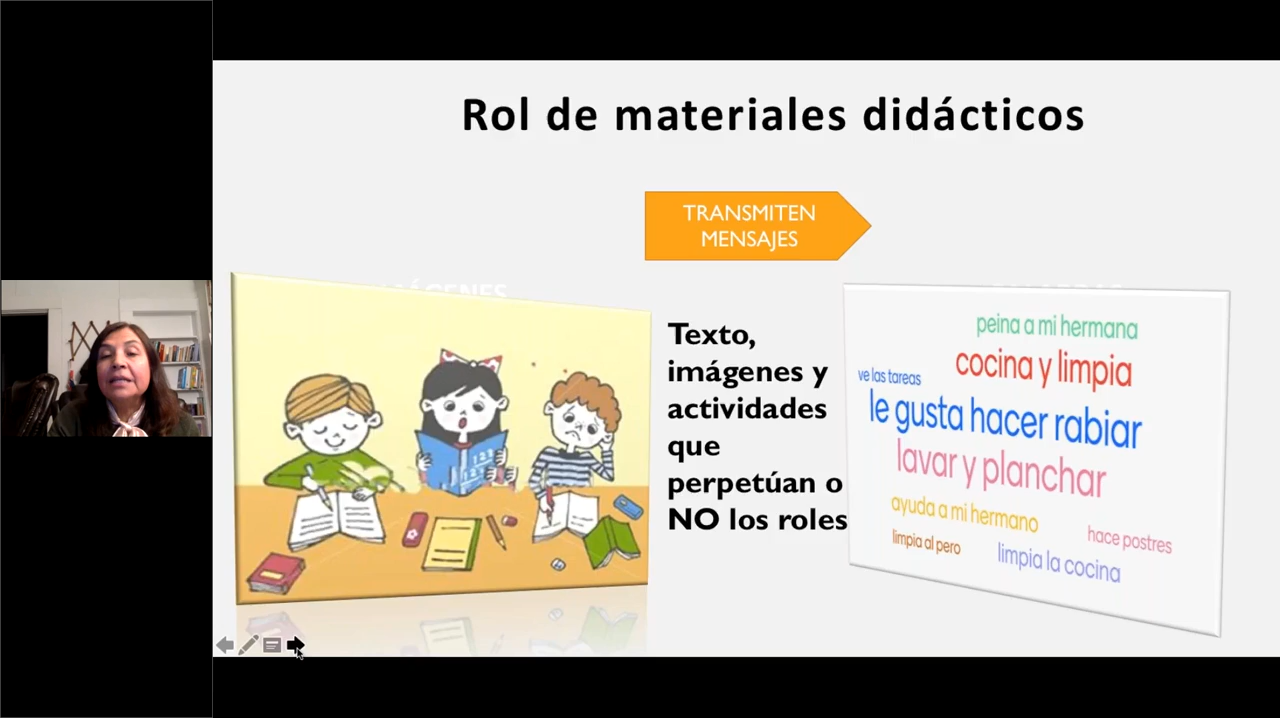 Rol de materiales didácticos
TRANSMITEN
MENSAJES
Texto,
imágenes y
actividades
que
perpetúan o
NO los roles
peina a mi hermana
cocina y limpia
ve las tareas
le gusta hacer rabiar
lavar y planchar
ayuda a mi hermano
hace postres
limpia al pero
limpia la cocina